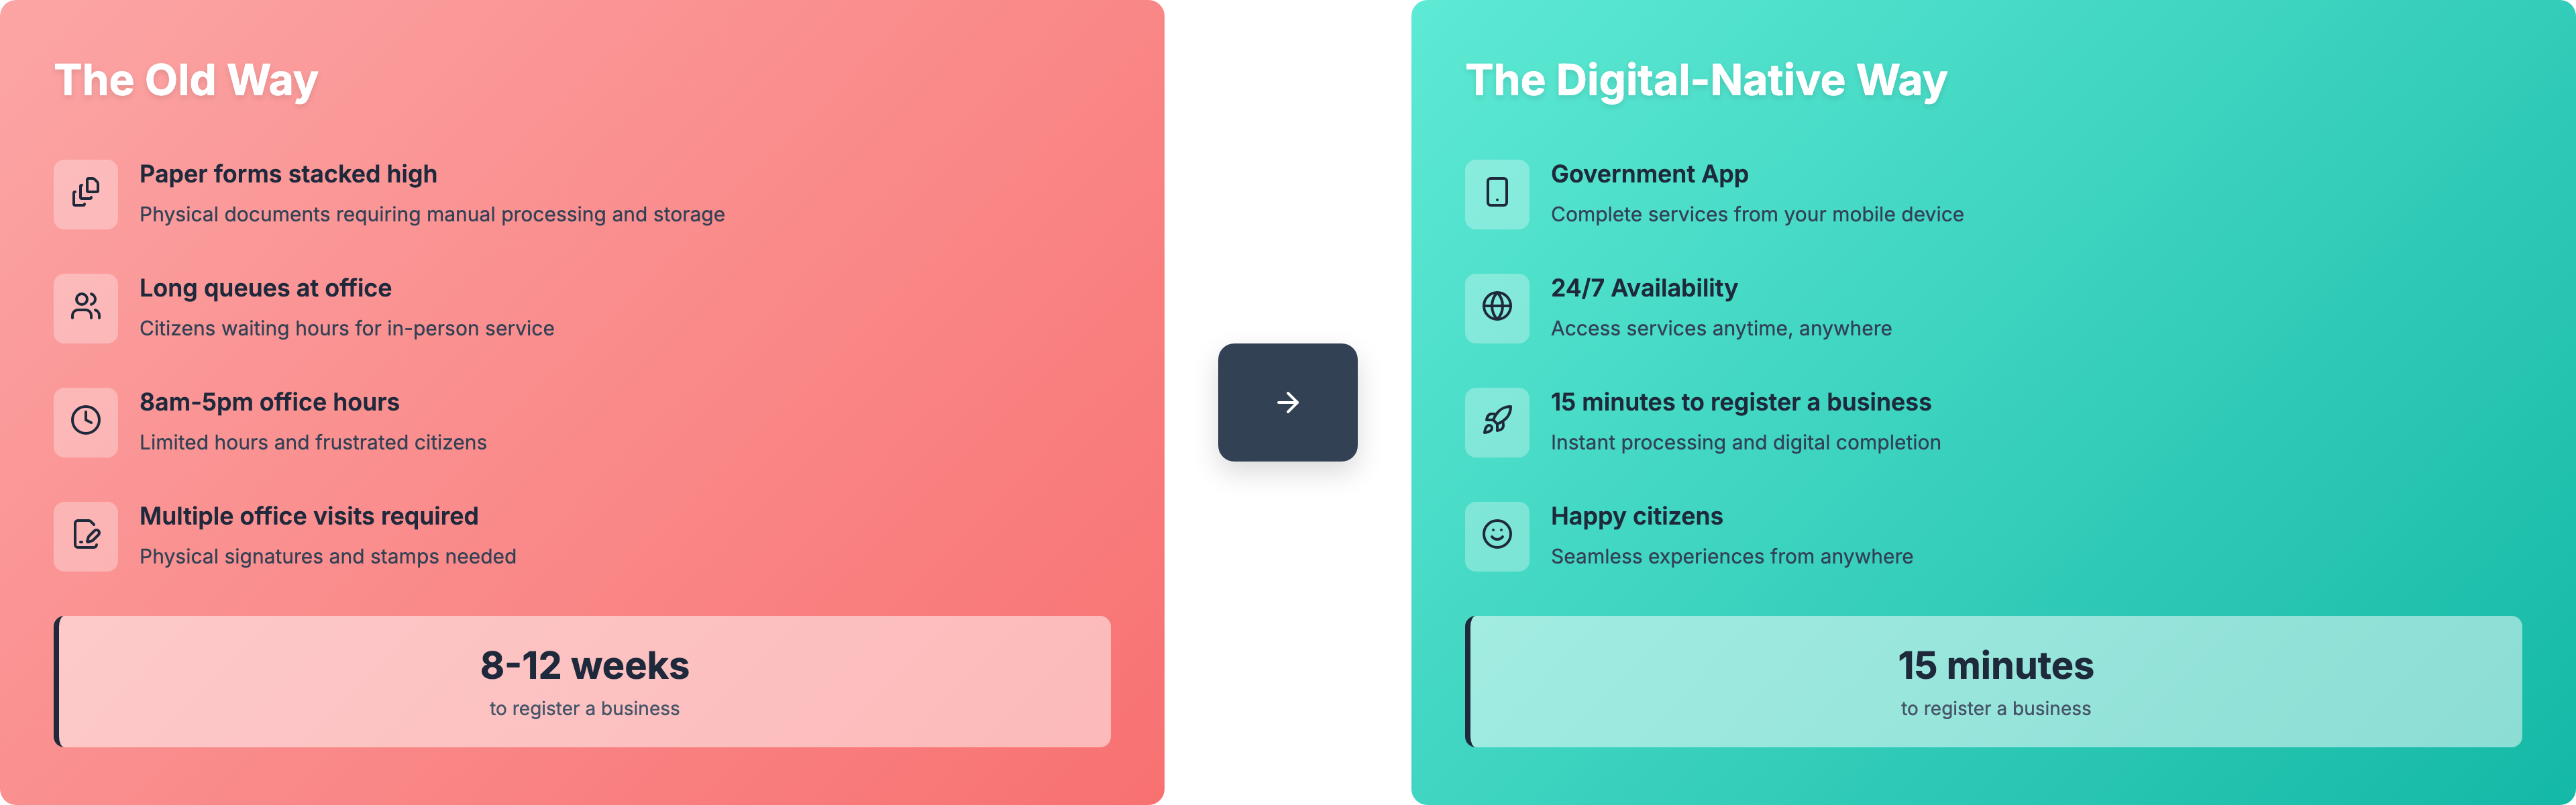 The Old Way
Paper forms stacked high
Physical documents requiring manual processing and storage
Long queues at office
Citizens waiting hours for in-person service
8am-5pm office hours
Limited hours and frustrated citizens
Multiple office visits required
Physical signatures and stamps needed
8-12 weeks
to register a business
The Digital-Native Way
Government App
Complete services from your mobile device
24/7 Availability
Access services anytime, anywhere
15 minutes to register a business
Instant processing and digital completion
Happy citizens
Seamless experiences from anywhere
15 minutes
to register a business